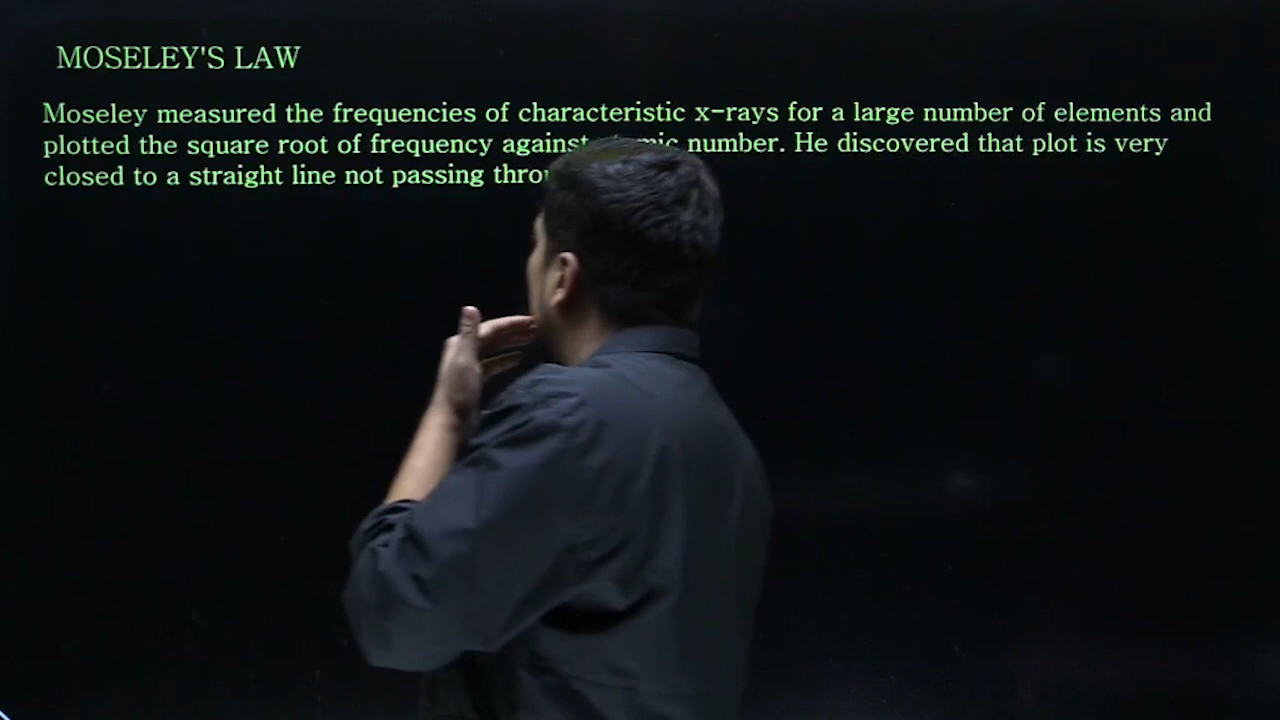 MOSELEY'S LAW
Moseley measured the frequencies of characteristic x-rays for a large number of elements and
plotted the square root of frequency against number. He discovered that plot is very
closed to a straight line not passing